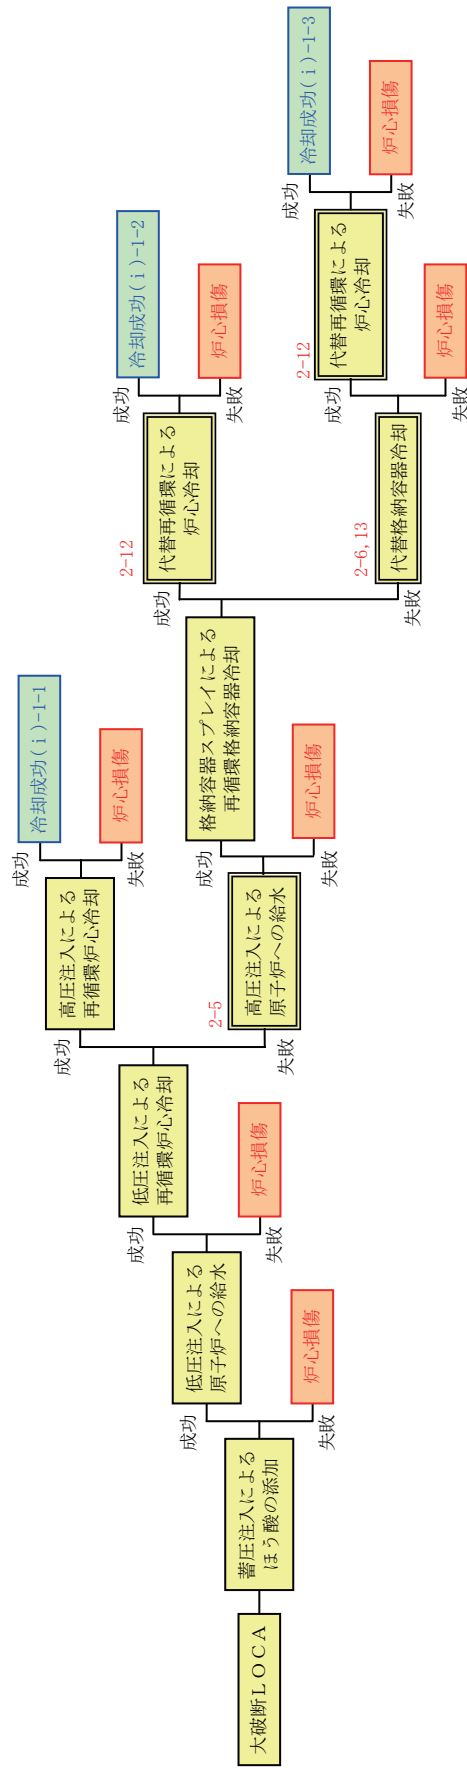 大破断ＬＯＣＡ
蓄圧注入による
ほう酸の添加
成功
失敗
炉心損傷
低圧注入による
原子炉への給水
成功
失敗
炉心損傷
低圧注入による
再循環炉心冷却
成功
失敗
高圧注入による
再循環炉心冷却
成功
失敗
冷却成功(ⅰ)-1-1
炉心損傷
2-5
高圧注入による
原子炉への給水
成功
失敗
炉心損傷
格納容器スプレイによる
再循環格納容器冷却
成功
失敗
2-12
代替再循環による
炉心冷却
成功
失敗
冷却成功(ⅰ)-1-2
炉心損傷
2-6,13
代替格納容器冷却
成功
失敗
炉心損傷
2-12
代替再循環による
炉心冷却
成功
失敗
冷却成功(ⅰ)-1-3
炉心損傷